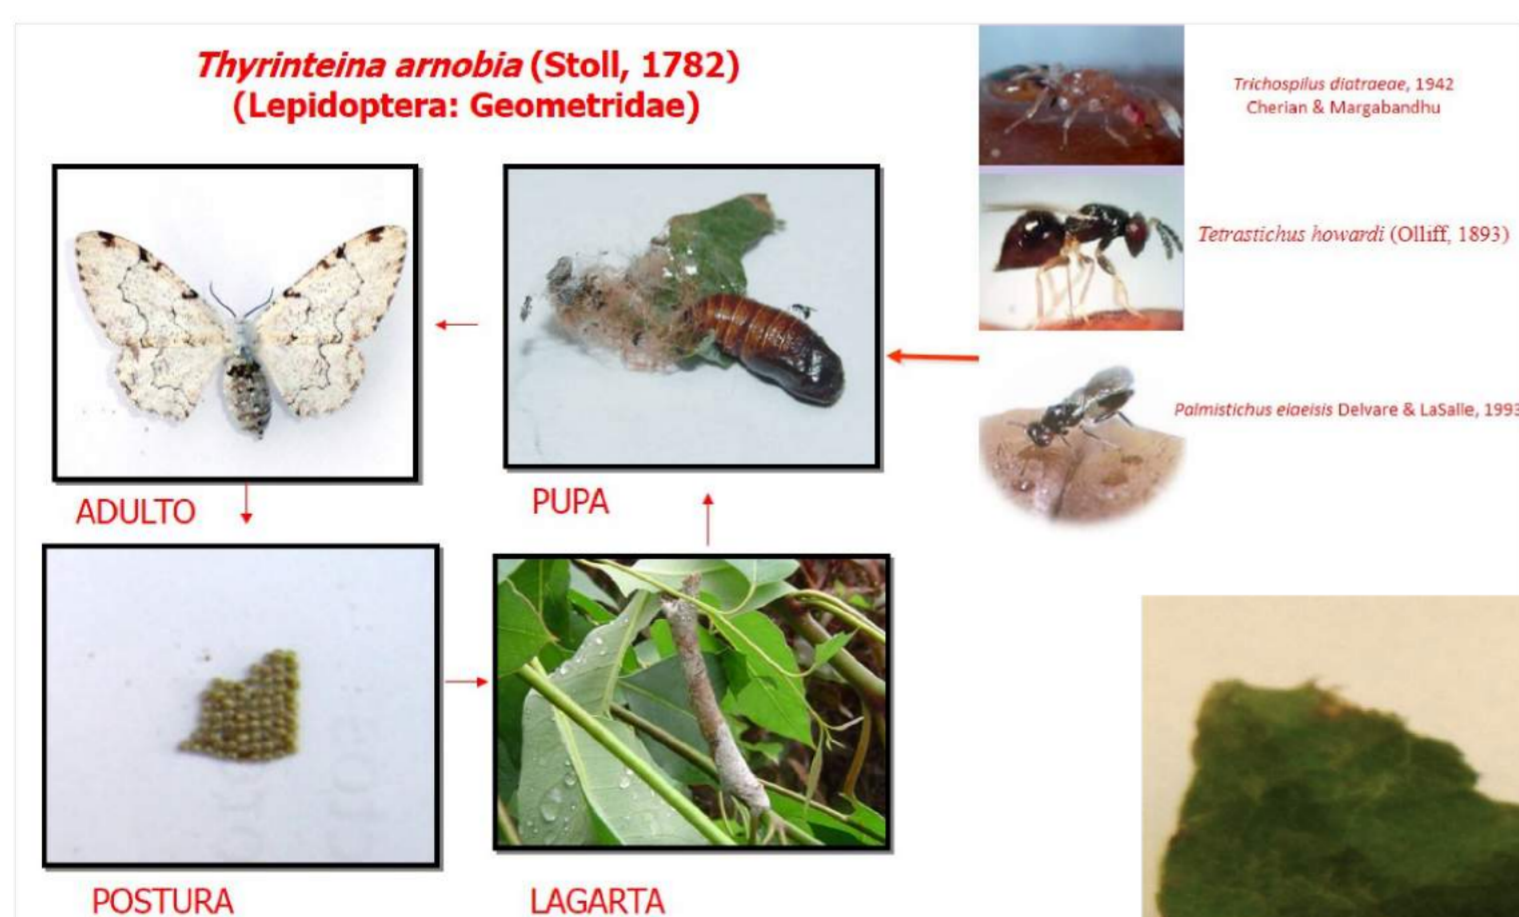 Thyrinteina arnobia (Stoll, 1782)
(Lepidoptera: Geometridae)
Trichospilus diatraeae, 1942
Cherian & Margabandhu
Tetrastichus howardi (Olliff, 1893)
Palmistichus elaeisis Delvare & LaSalle, 1993
ADULTO
PUPA
POSTURA
LAGARTA